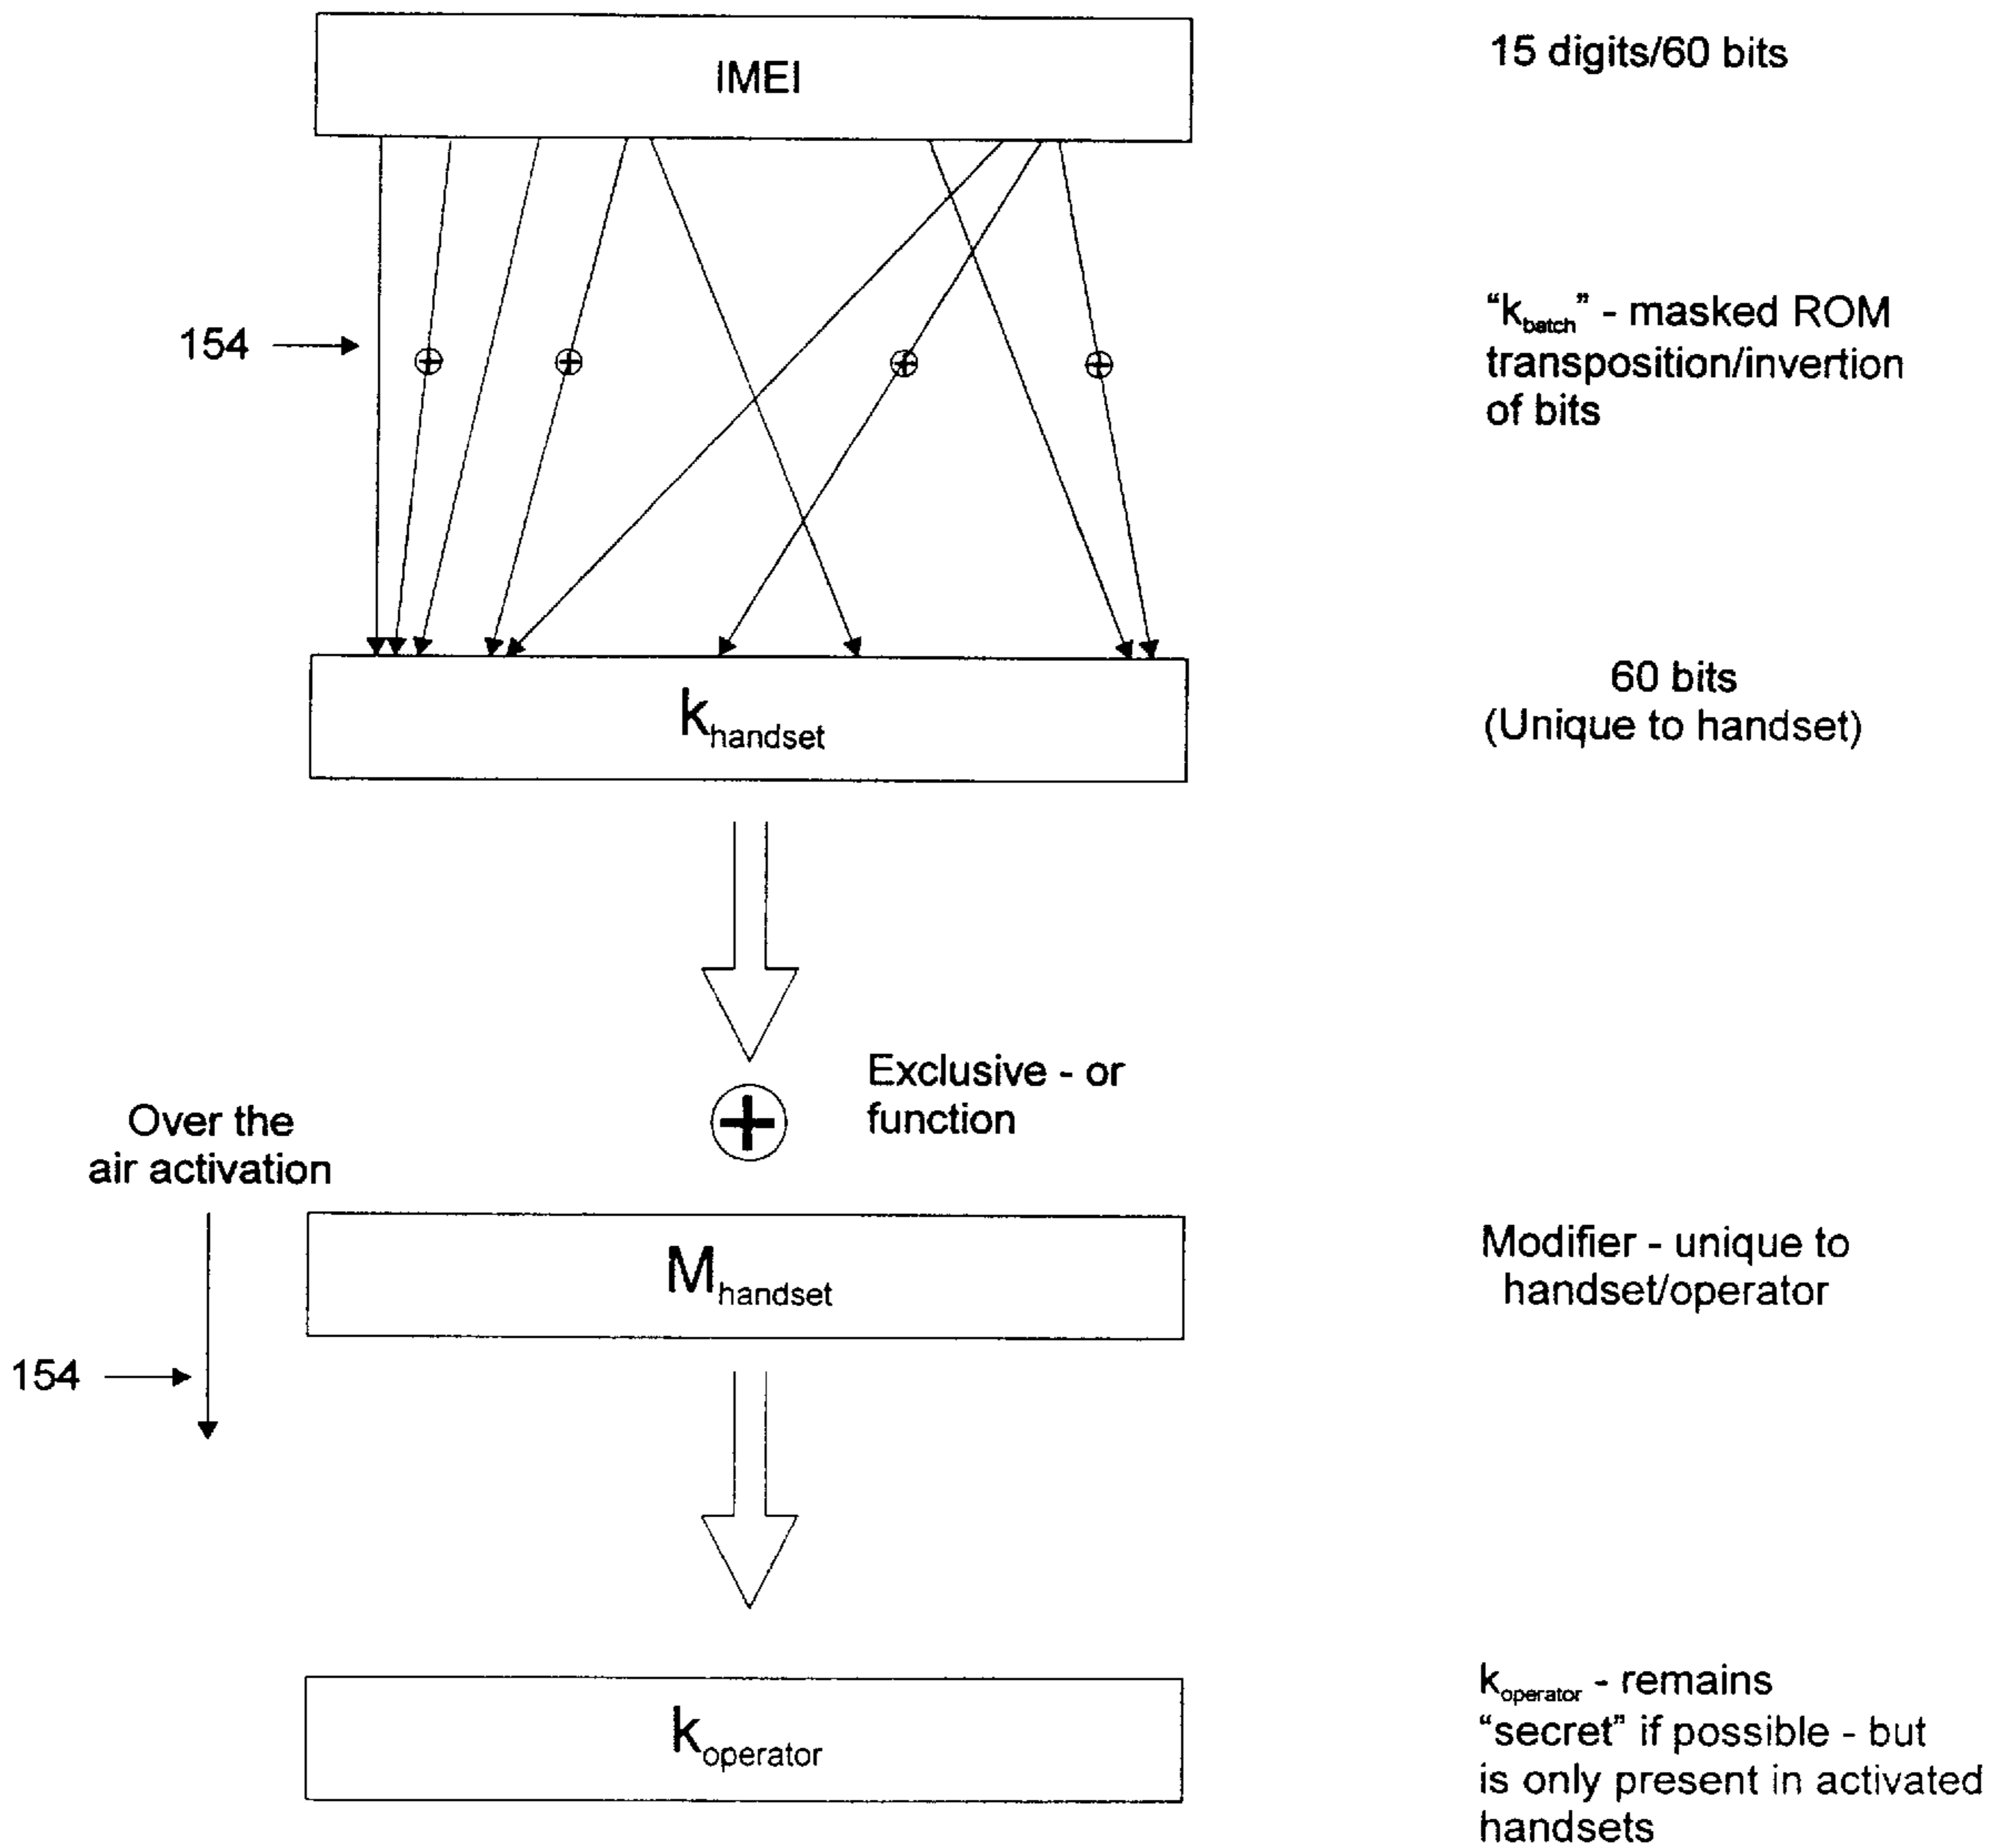 IMEI
15 digits/60 bits
154
“kbatch” - masked ROM
transposition/invertion
of bits
khandset
60 bits
(Unique to handset)
Exclusive - or
function
Over the
air activation
Mhandset
Modifier - unique to
handset/operator
154
koperator
koperator - remains
“secret” if possible - but
is only present in activated
handsets